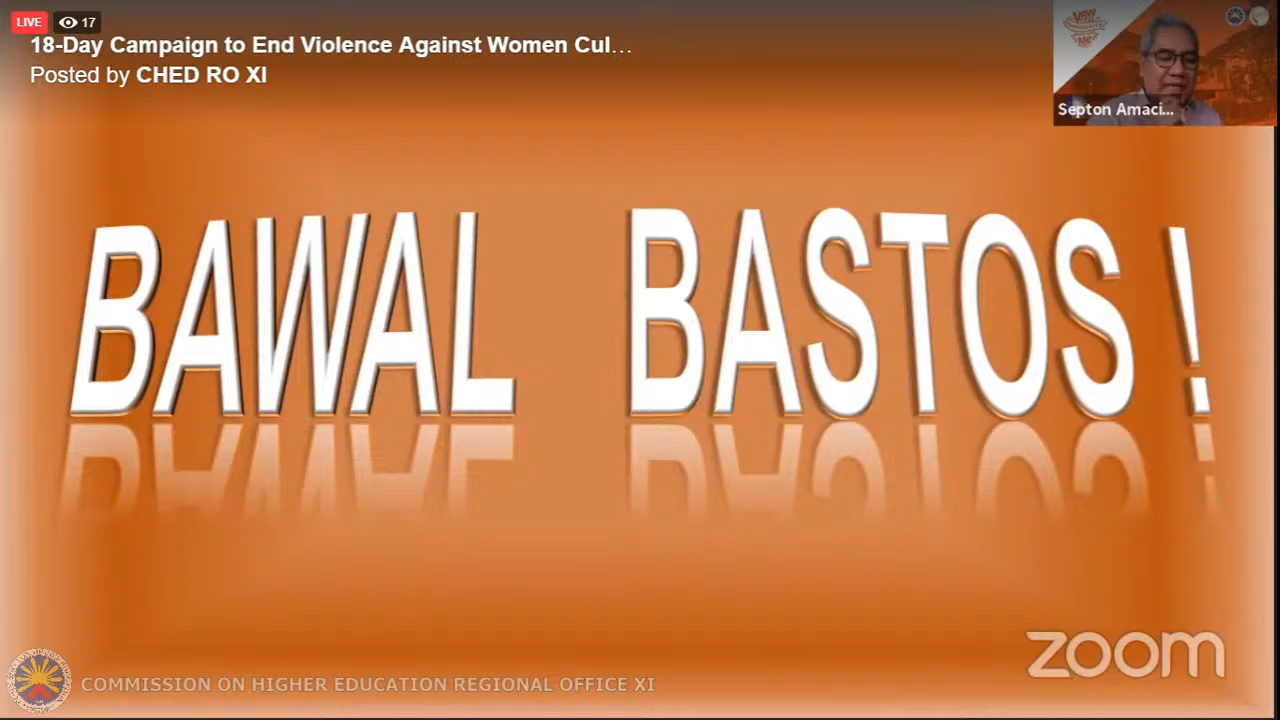 LIVE 17
18-Day Campaign to End Violence Against Women Cul…
Posted by CHED RO XI
Septon Amaci...
BAWAL BASTOS !
zoom
COMMISSION ON HIGHER EDUCATION REGIONAL OFFICE XI